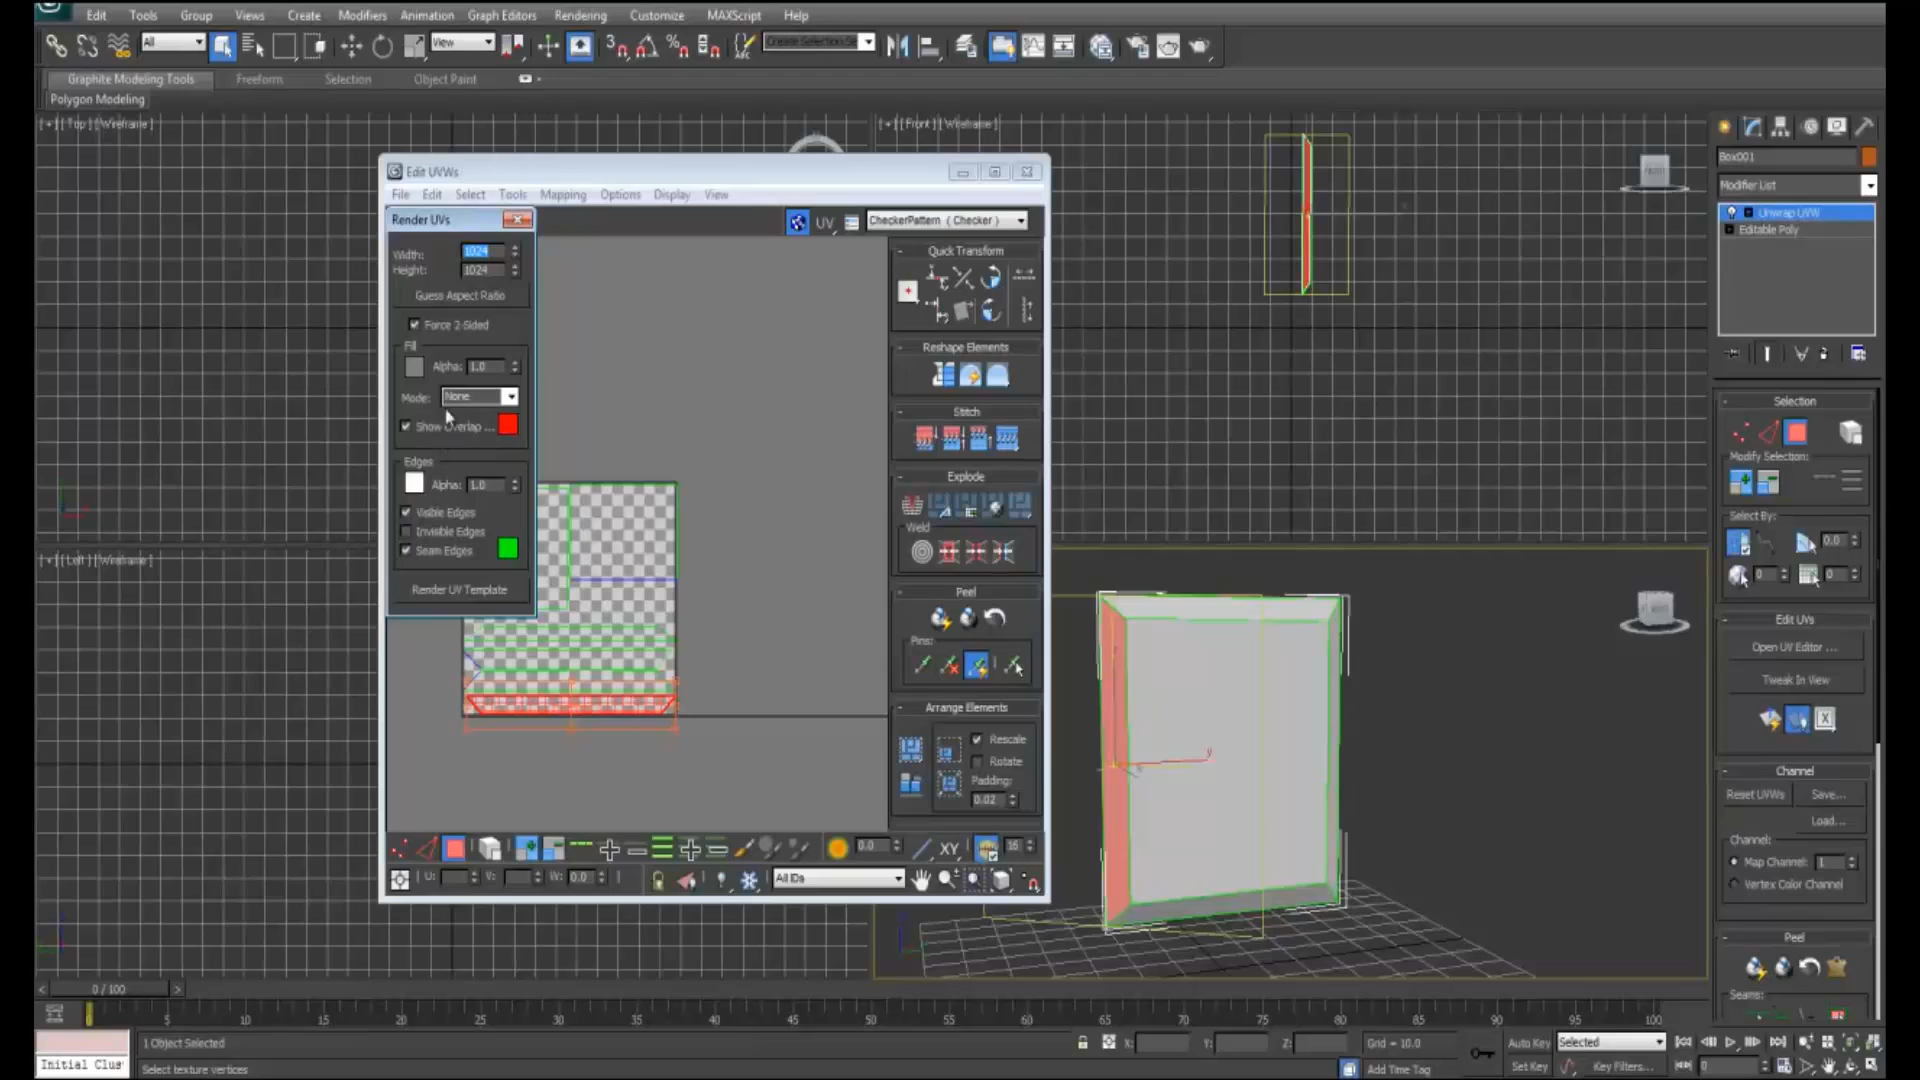 Edit Tools Group Views Create Modifiers Animation Graph Editors Rendering Customize MAXScript Help
All View Create Selection Se
Graphite Modeling Tools Freeform Selection Object Paint
Polygon Modeling
[ + ] [ Top ] [ Wireframe ]
[ + ] [ Front ] [ Wireframe ]
Box001
Modifier List
Unwrap UVW
Editable Poly
Edit UVWs
File Edit Select Tools Mapping Options Display View
Render UVs
UV
CheckerPattern ( Checker )
Width: 1024
Height: 1024
Guess Aspect Ratio
Force 2-Sided
Fill
Alpha: 1.0
Mode: None
Show Overlap ...
Edges
Alpha: 1.0
Visible Edges
Invisible Edges
Seam Edges
Render UV Template
Quick Transform
Reshape Elements
Stitch
Explode
Weld
Peel
Pins:
Arrange Elements
Rescale
Rotate
Padding:
0.02
0.0 XY 16
U: V: W: 0.0 All IDs
[ + ] [ Left ] [ Wireframe ]
FRONT
y
Selection
Modify Selection:
Select By:
0.0
0 0
Edit UVs
Open UV Editor ...
Tweak In View
Channel
Reset UVWs Save...
Load...
Channel:
Map Channel: 1
Vertex Color Channel
Peel
Seams:
0 / 100
5 10 15 20 25 30 35 40 45 50 55 60 65 70 75 80 85 90 95 100
1 Object Selected X: Y: Z: Grid = 10.0 Auto Key Selected
Initial Clus Select texture vertices Add Time Tag Set Key Key Filters... 0